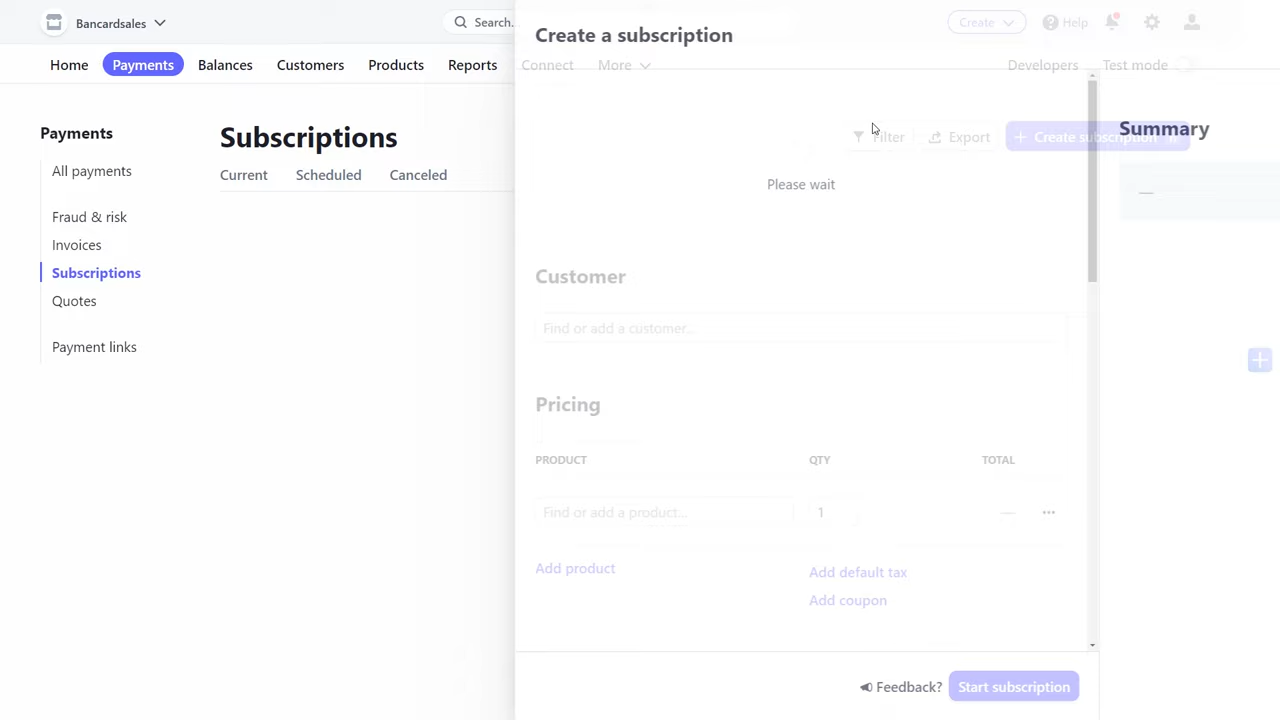 Bancardsales
Search.
Create a subscription
Create
Help
Home
Payments
Balances
Customers
Products
Reports
Connect
More
Developers
Test mode
Payments
Subscriptions
Filter
Export
Create subscription
Summary
All payments
Current
Scheduled
Canceled
Please wait
—
Fraud & risk
Invoices
Subscriptions
Customer
Quotes
Find or add a customer...
Payment links
Pricing
PRODUCT
QTY
TOTAL
Find or add a product...
1
—
Add product
Add default tax
Add coupon
Feedback?
Start subscription